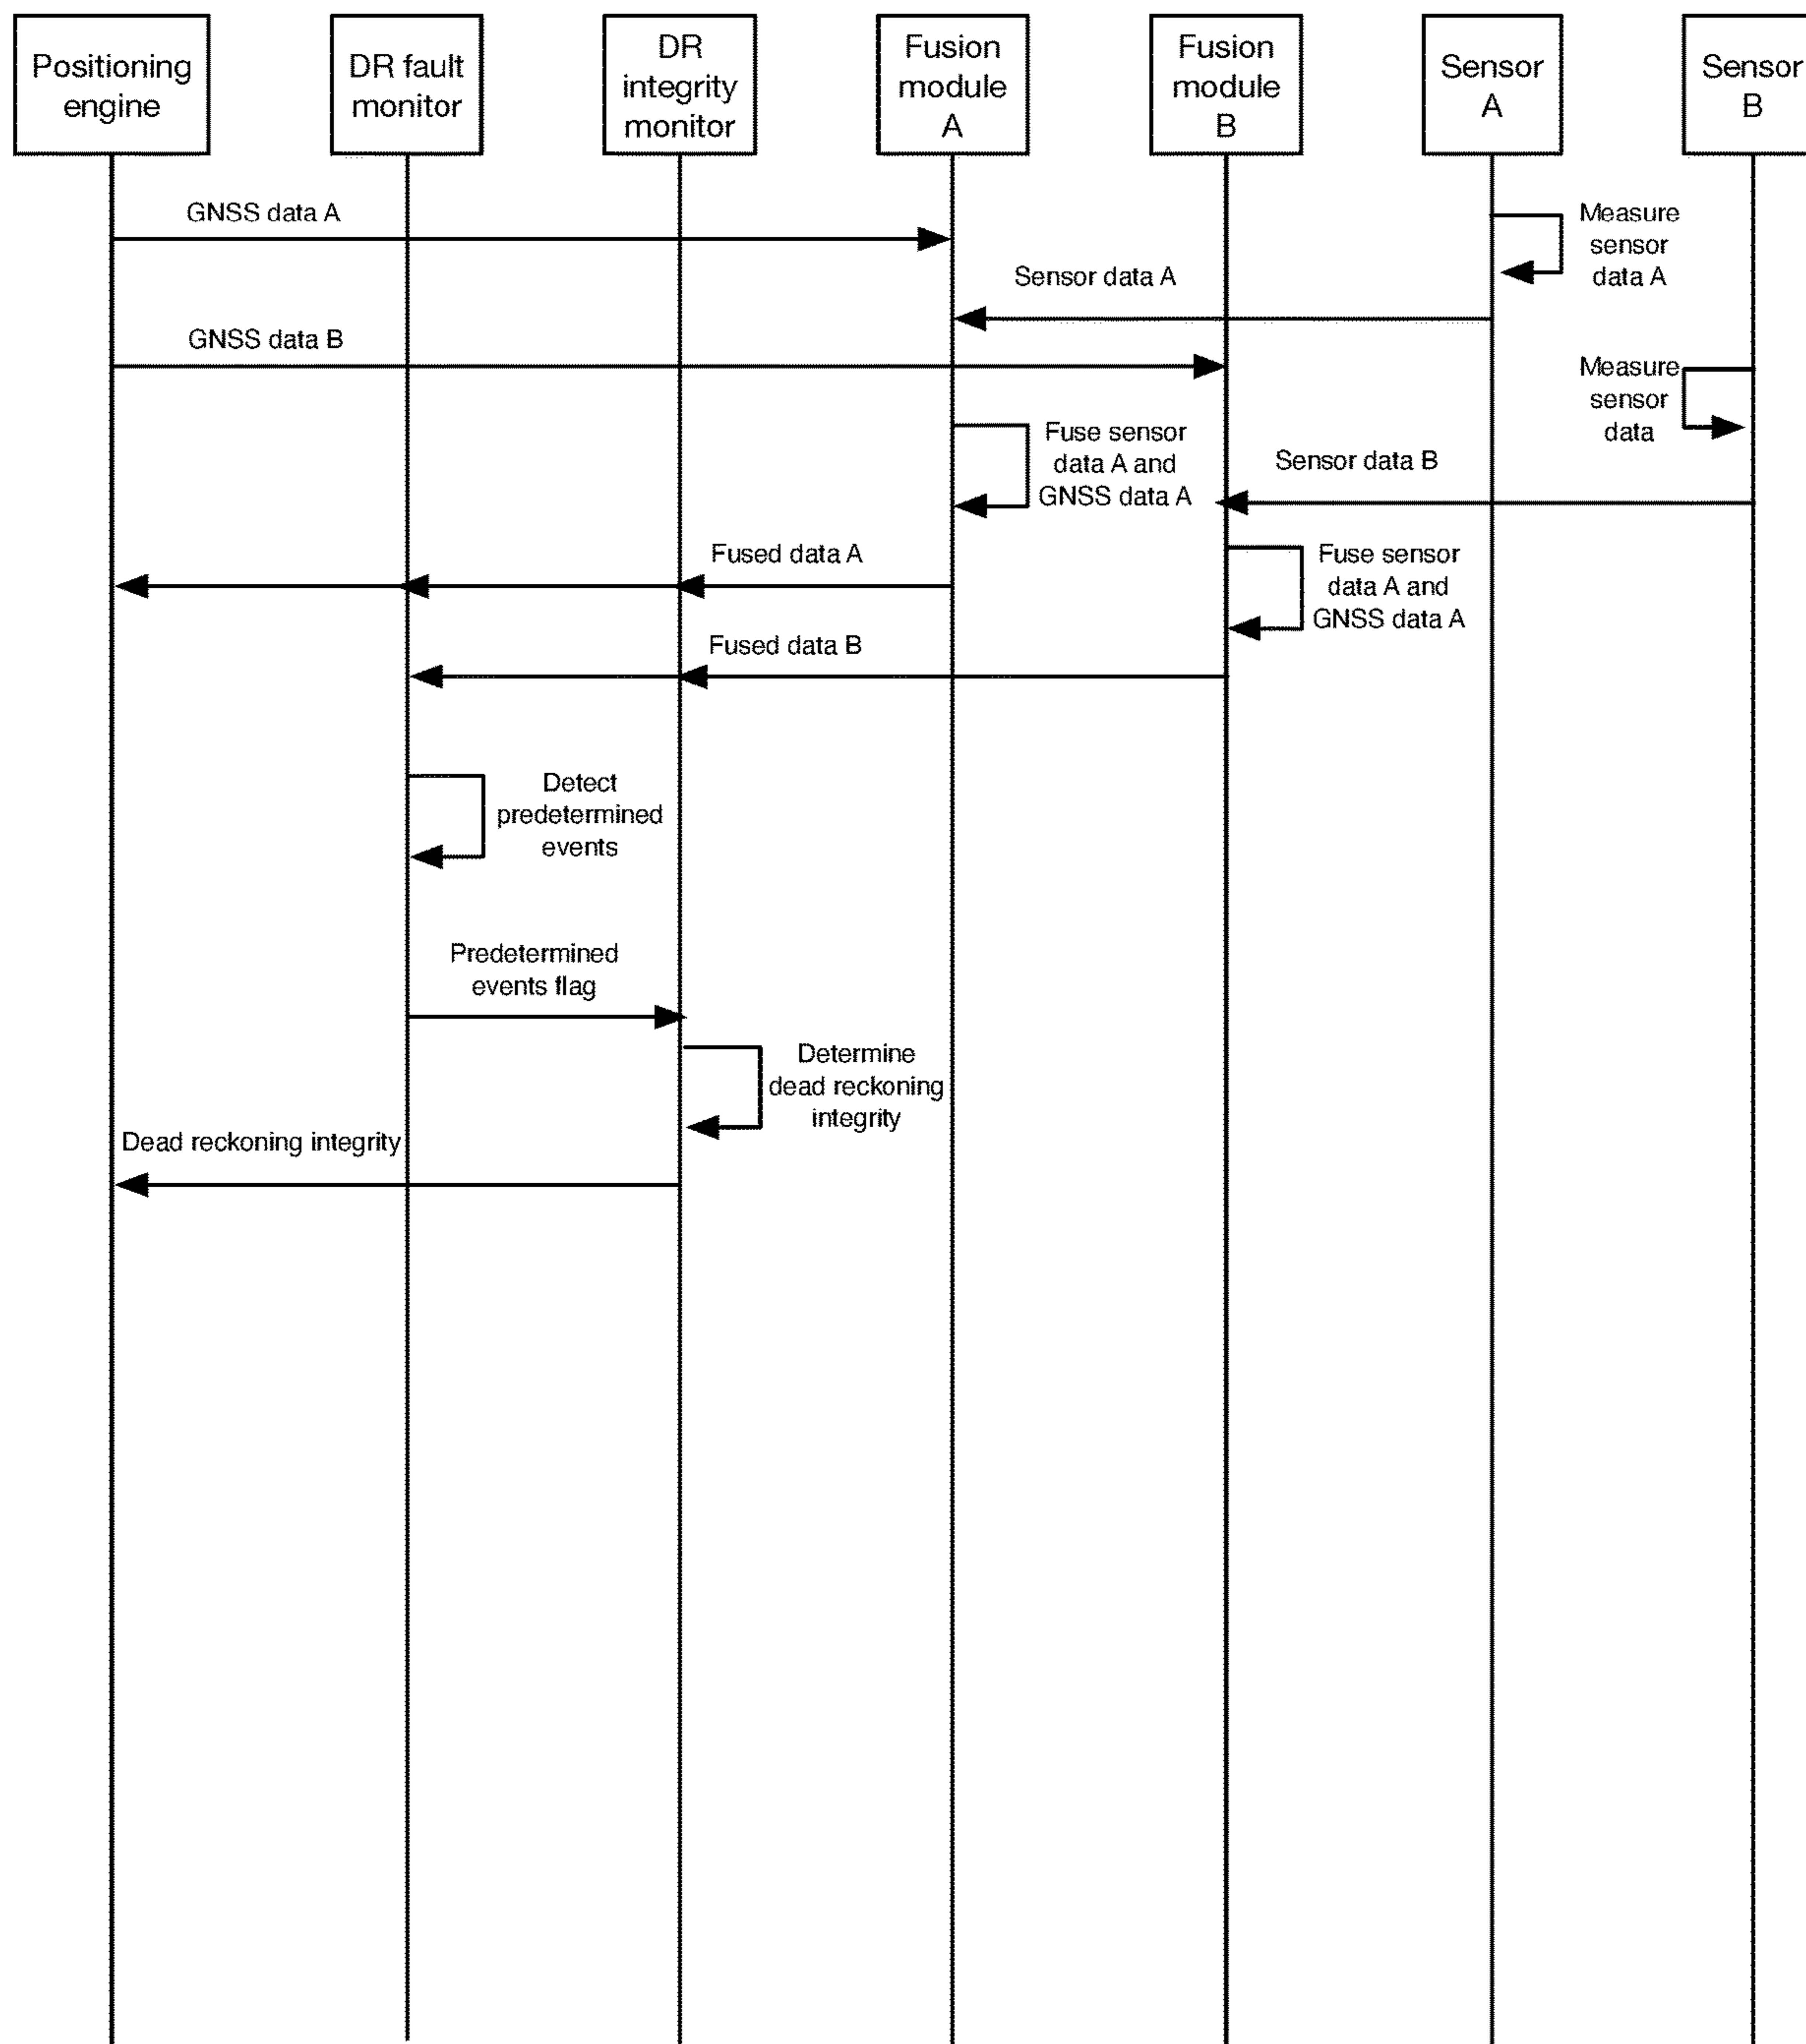 Positioning
engine
DR fault
monitor
DR
integrity
monitor
Fusion
module
A
Fusion
module
B
Sensor
A
Sensor
B
GNSS data A
Measure
sensor
data A
Sensor data A
GNSS data B
Measure
sensor
data
Fuse sensor
data A and
GNSS data A
Sensor data B
Fused data A
Fuse sensor
data A and
GNSS data A
Fused data B
Detect
predetermined
events
Predetermined
events flag
Determine
dead reckoning
integrity
Dead reckoning integrity